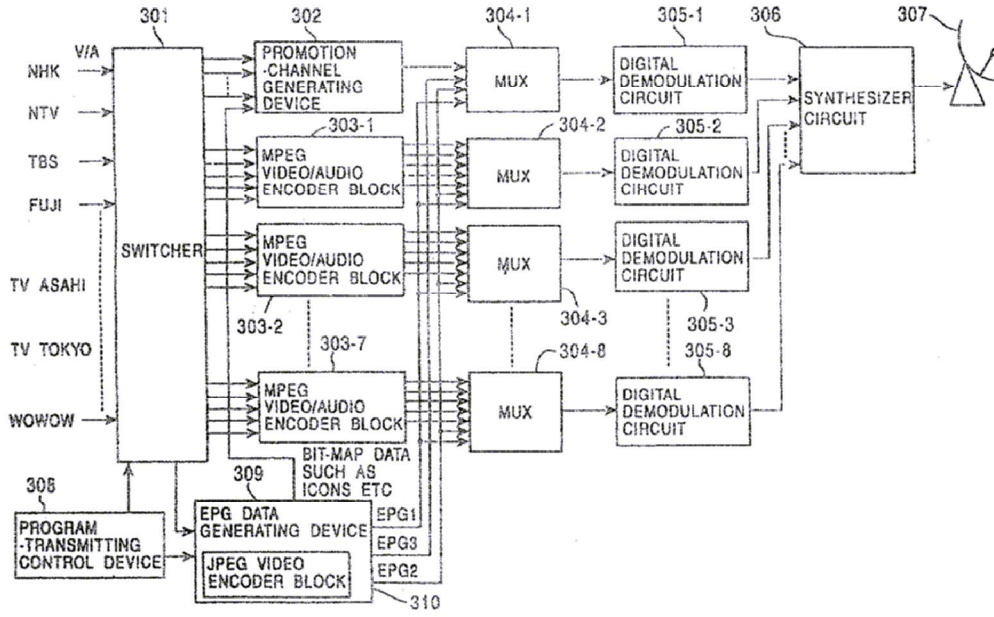 301
302
304-1
305-1
306
307
V/A
NHK
NTV
TBS
FUJI
TV ASAHI
TV TOKYO
WOWOW
SWITCHER
PROMOTION
-CHANNEL
GENERATING
DEVICE
MUX
DIGITAL
DEMODULATION
CIRCUIT
SYNTHESIZER
CIRCUIT
303-1
304-2
305-2
MPEG
VIDEO/AUDIO
ENCODER BLOCK
MUX
DIGITAL
DEMODULATION
CIRCUIT
MPEG
VIDEO/AUDIO
ENCODER BLOCK
MUX
DIGITAL
DEMODULATION
CIRCUIT
303-2
304-3
305-3
303-7
304-8
305-8
MPEG
VIDEO/AUDIO
ENCODER BLOCK
MUX
DIGITAL
DEMODULATION
CIRCUIT
BIT-MAP DATA
SUCH AS
ICONS ETC
308
309
PROGRAM
-TRANSMITTING
CONTROL DEVICE
EPG DATA
GENERATING DEVICE
JPEG VIDEO
ENCODER BLOCK
EPG1
EPG3
EPG2
310